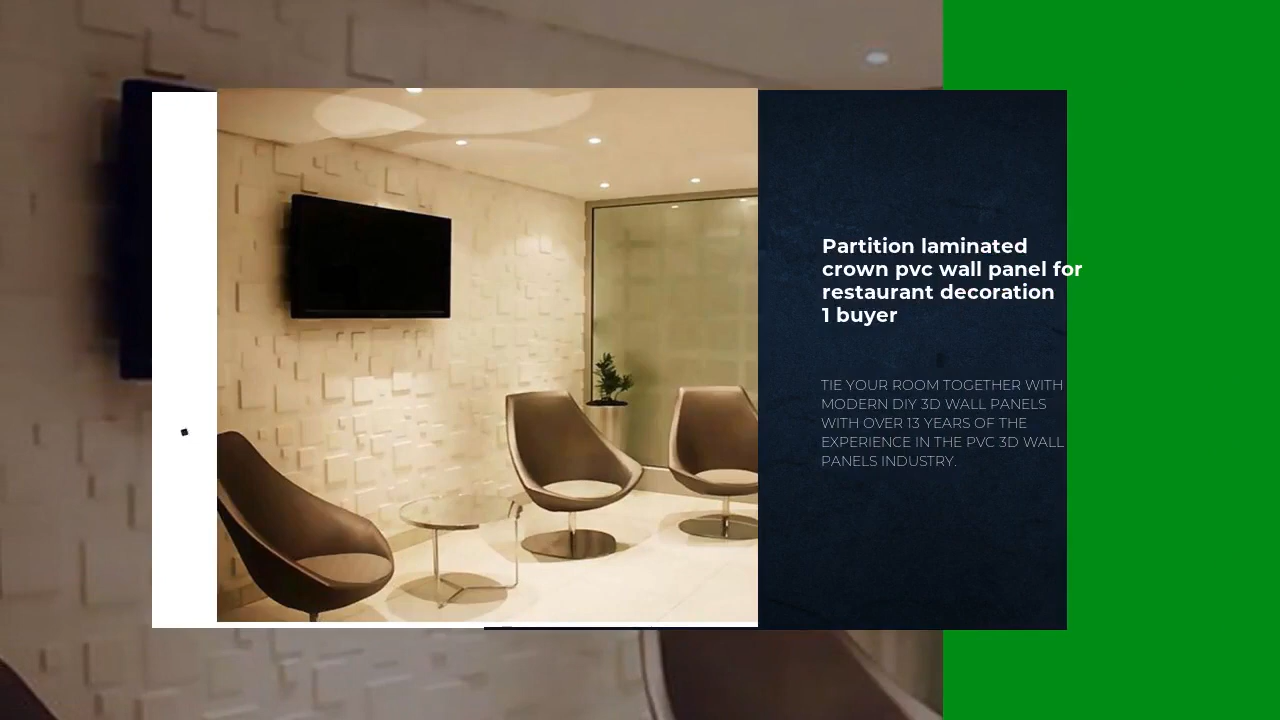 Partition laminated
crown pvc wall panel for
restaurant decoration
1 buyer
TIE YOUR ROOM TOGETHER WITH
MODERN DIY 3D WALL PANELS
WITH OVER 13 YEARS OF THE
EXPERIENCE IN THE PVC 3D WALL
PANELS INDUSTRY.